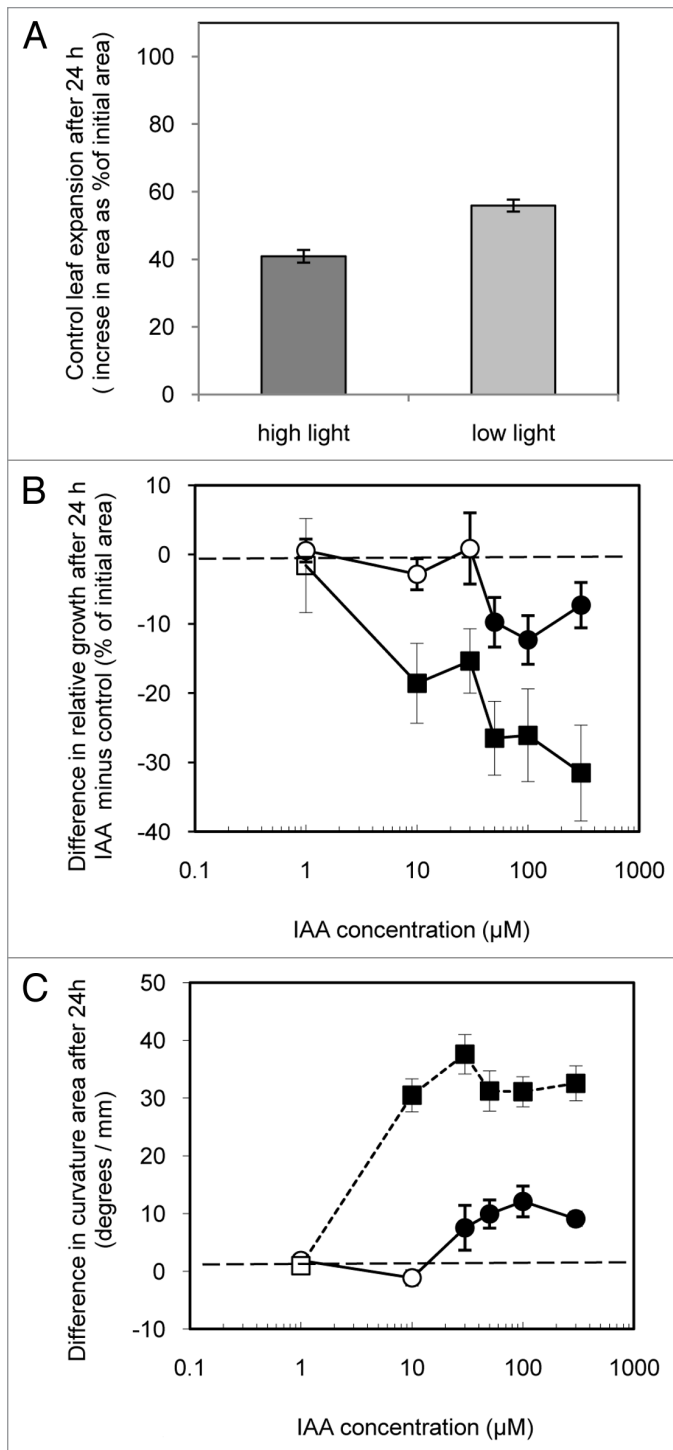 A
Control leaf expansion after 24 h
( increse in area as %of initial area)
100
80
60
40
20
0
high light
low light
B
Difference in relative growth after 24 h
IAA minus control (% of initial area)
10
0
-10
-20
-30
-40
0.1
1
10
100
1000
IAA concentration (µM)
C
Difference in curvature area after 24h
(degrees / mm)
50
40
30
20
10
0
-10
0.1
1
10
100
1000
IAA concentration (µM)